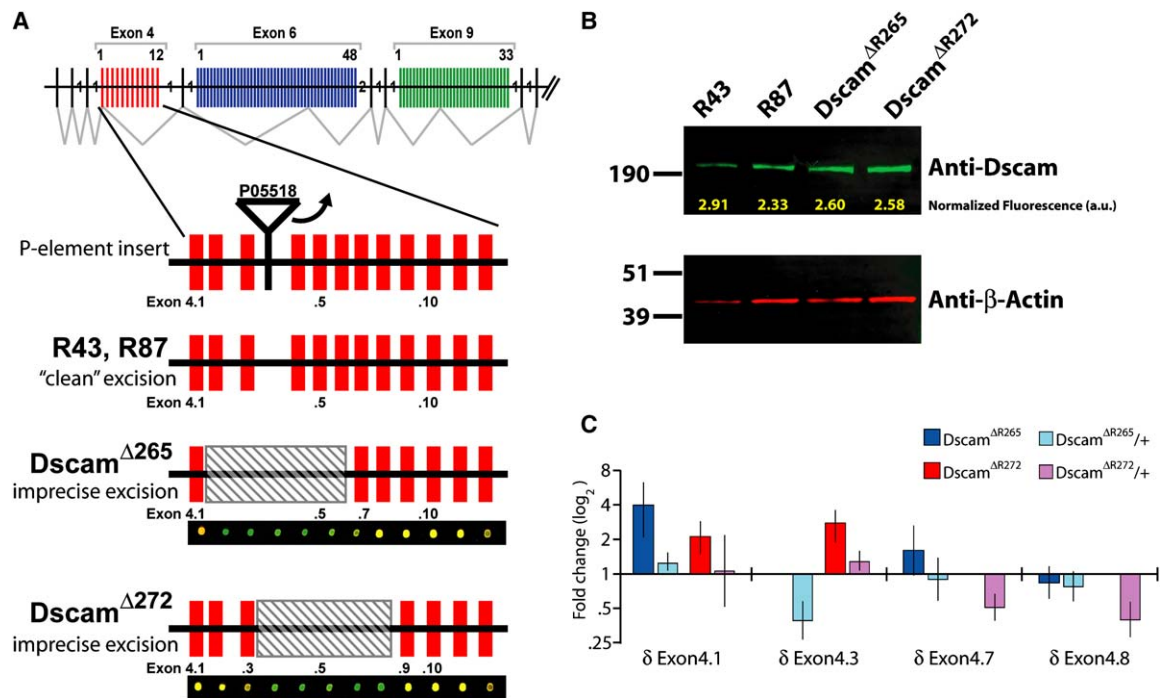 A
Exon 4
Exon 6
Exon 9
1 12
1 48
1 33
P05518
P-element insert
Exon 4.1 .5 .10
R43, R87
"clean" excision
Exon 4.1 .5 .10
Dscam Δ265
imprecise excision
Exon 4.1 .5 .7 .10
Dscam Δ272
imprecise excision
Exon 4.1 .3 .5 .9 .10
B
R43 R87 Dscam ΔR265 Dscam ΔR272
190
Anti-Dscam
2.91 2.33 2.60 2.58
Normalized Fluorescence (a.u.)
51
39
Anti-β-Actin
C
Dscam ΔR265
Dscam ΔR265/+
Dscam ΔR272
Dscam ΔR272/+
Fold change (log2)
8
4
2
1
.5
.25
δ Exon4.1 δ Exon4.3 δ Exon4.7 δ Exon4.8